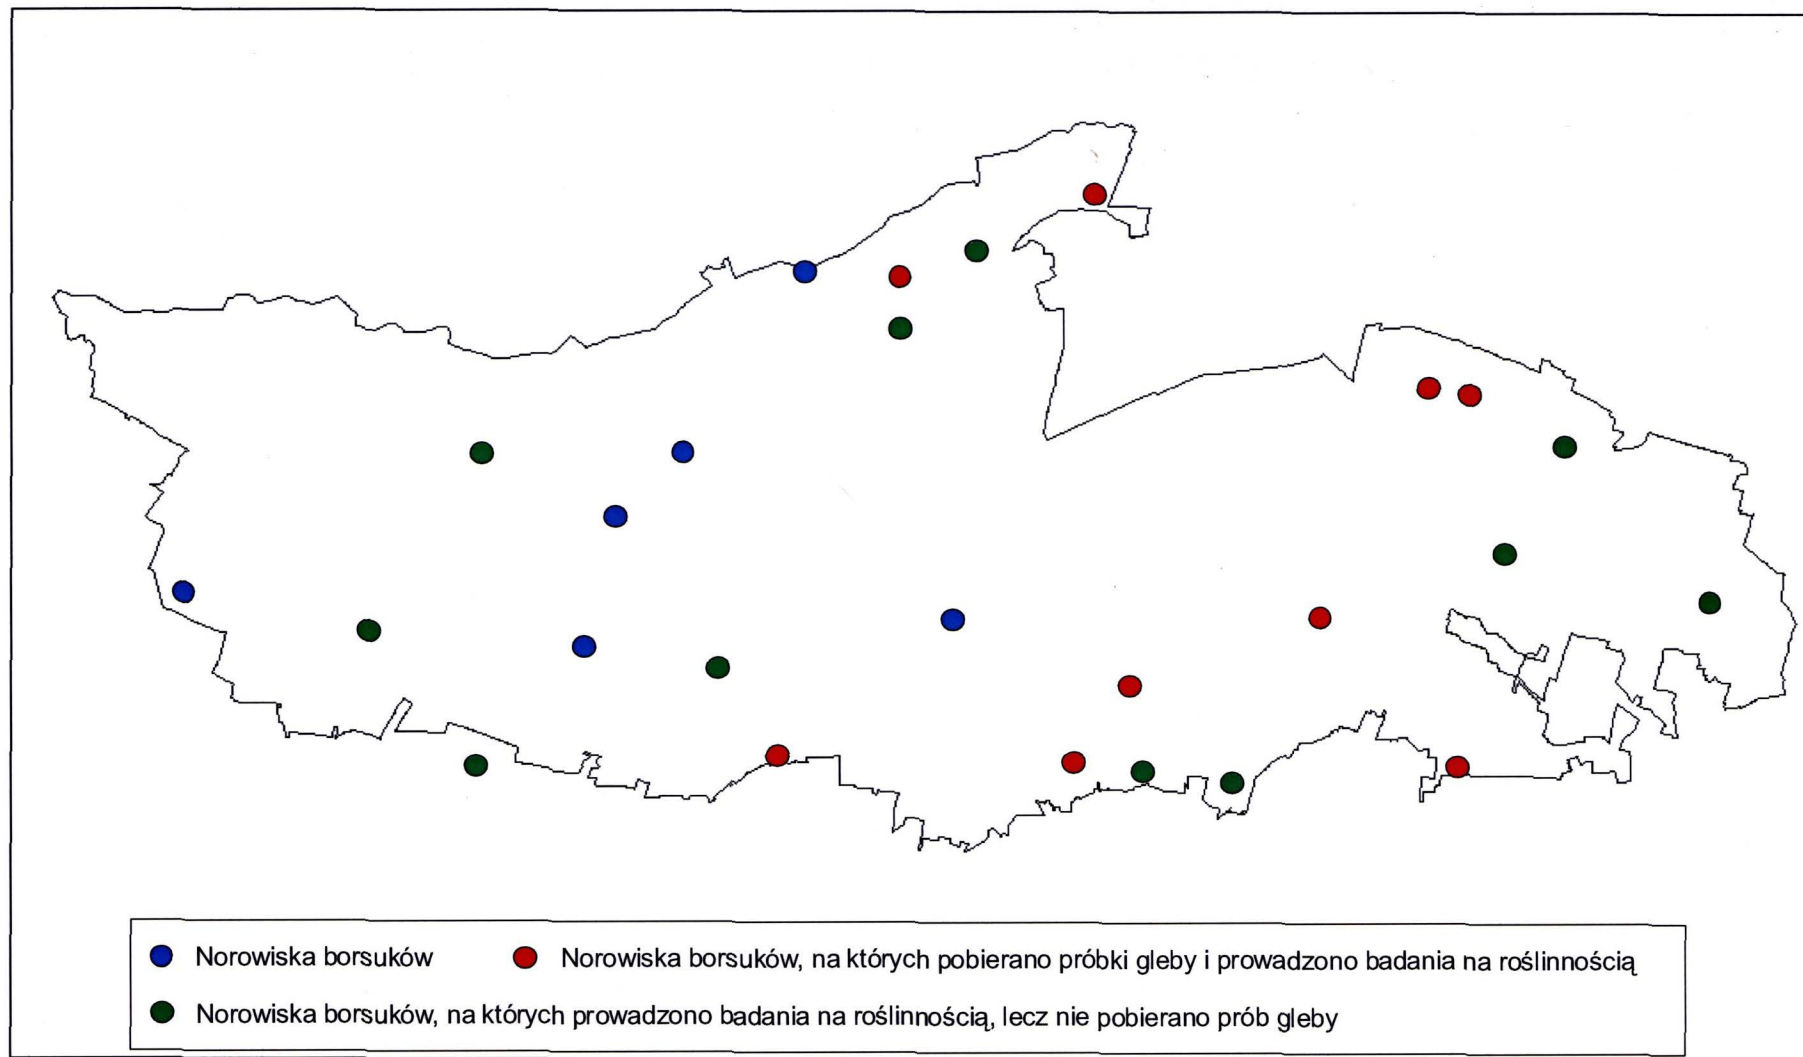 Norowiska borsuków
Norowiska borsuków, na których pobierano próbki gleby i prowadzono badania na roślinnością
Norowiska borsuków, na których prowadzono badania na roślinnością, lecz nie pobierano prób gleby